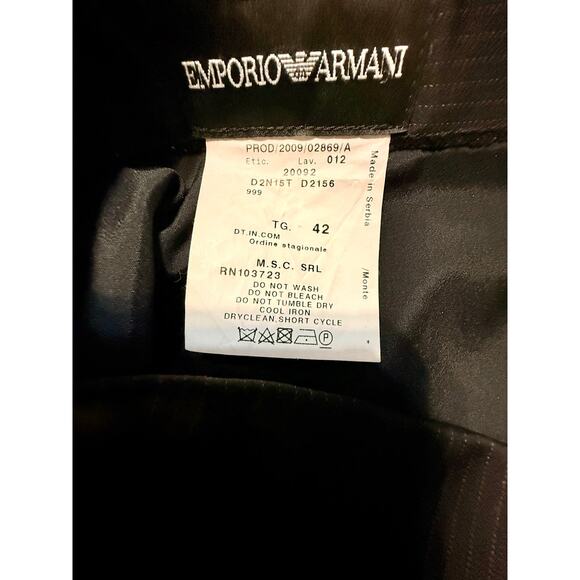 EMPORIO ARMANI
PROD/2009/02869/A
Etic. Lav. 012
20092
D2N15T D2156
999
TG. 42
DT.IN.COM
Ordine stagionale
M.S.C. SRL
RN103723
DO NOT WASH
DO NOT BLEACH
DO NOT TUMBLE DRY
COOL IRON
DRYCLEAN.SHORT CYCLE
P
Made in Serbia /Monte